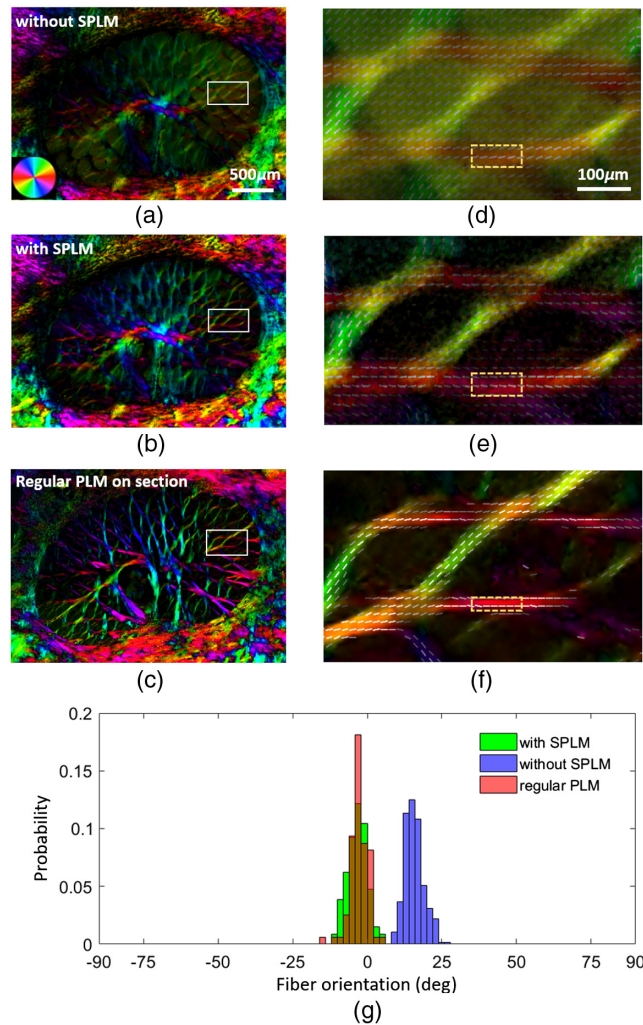 without SPLM
500µm
(a)
100µm
(d)
with SPLM
(b)
(e)
Regular PLM on section
(c)
(f)
0.2
0.15
0.1
0.05
0
Probability
with SPLM
without SPLM
regular PLM
-90 -75 -50 -25 0 25 50 75 90
Fiber orientation (deg)
(g)